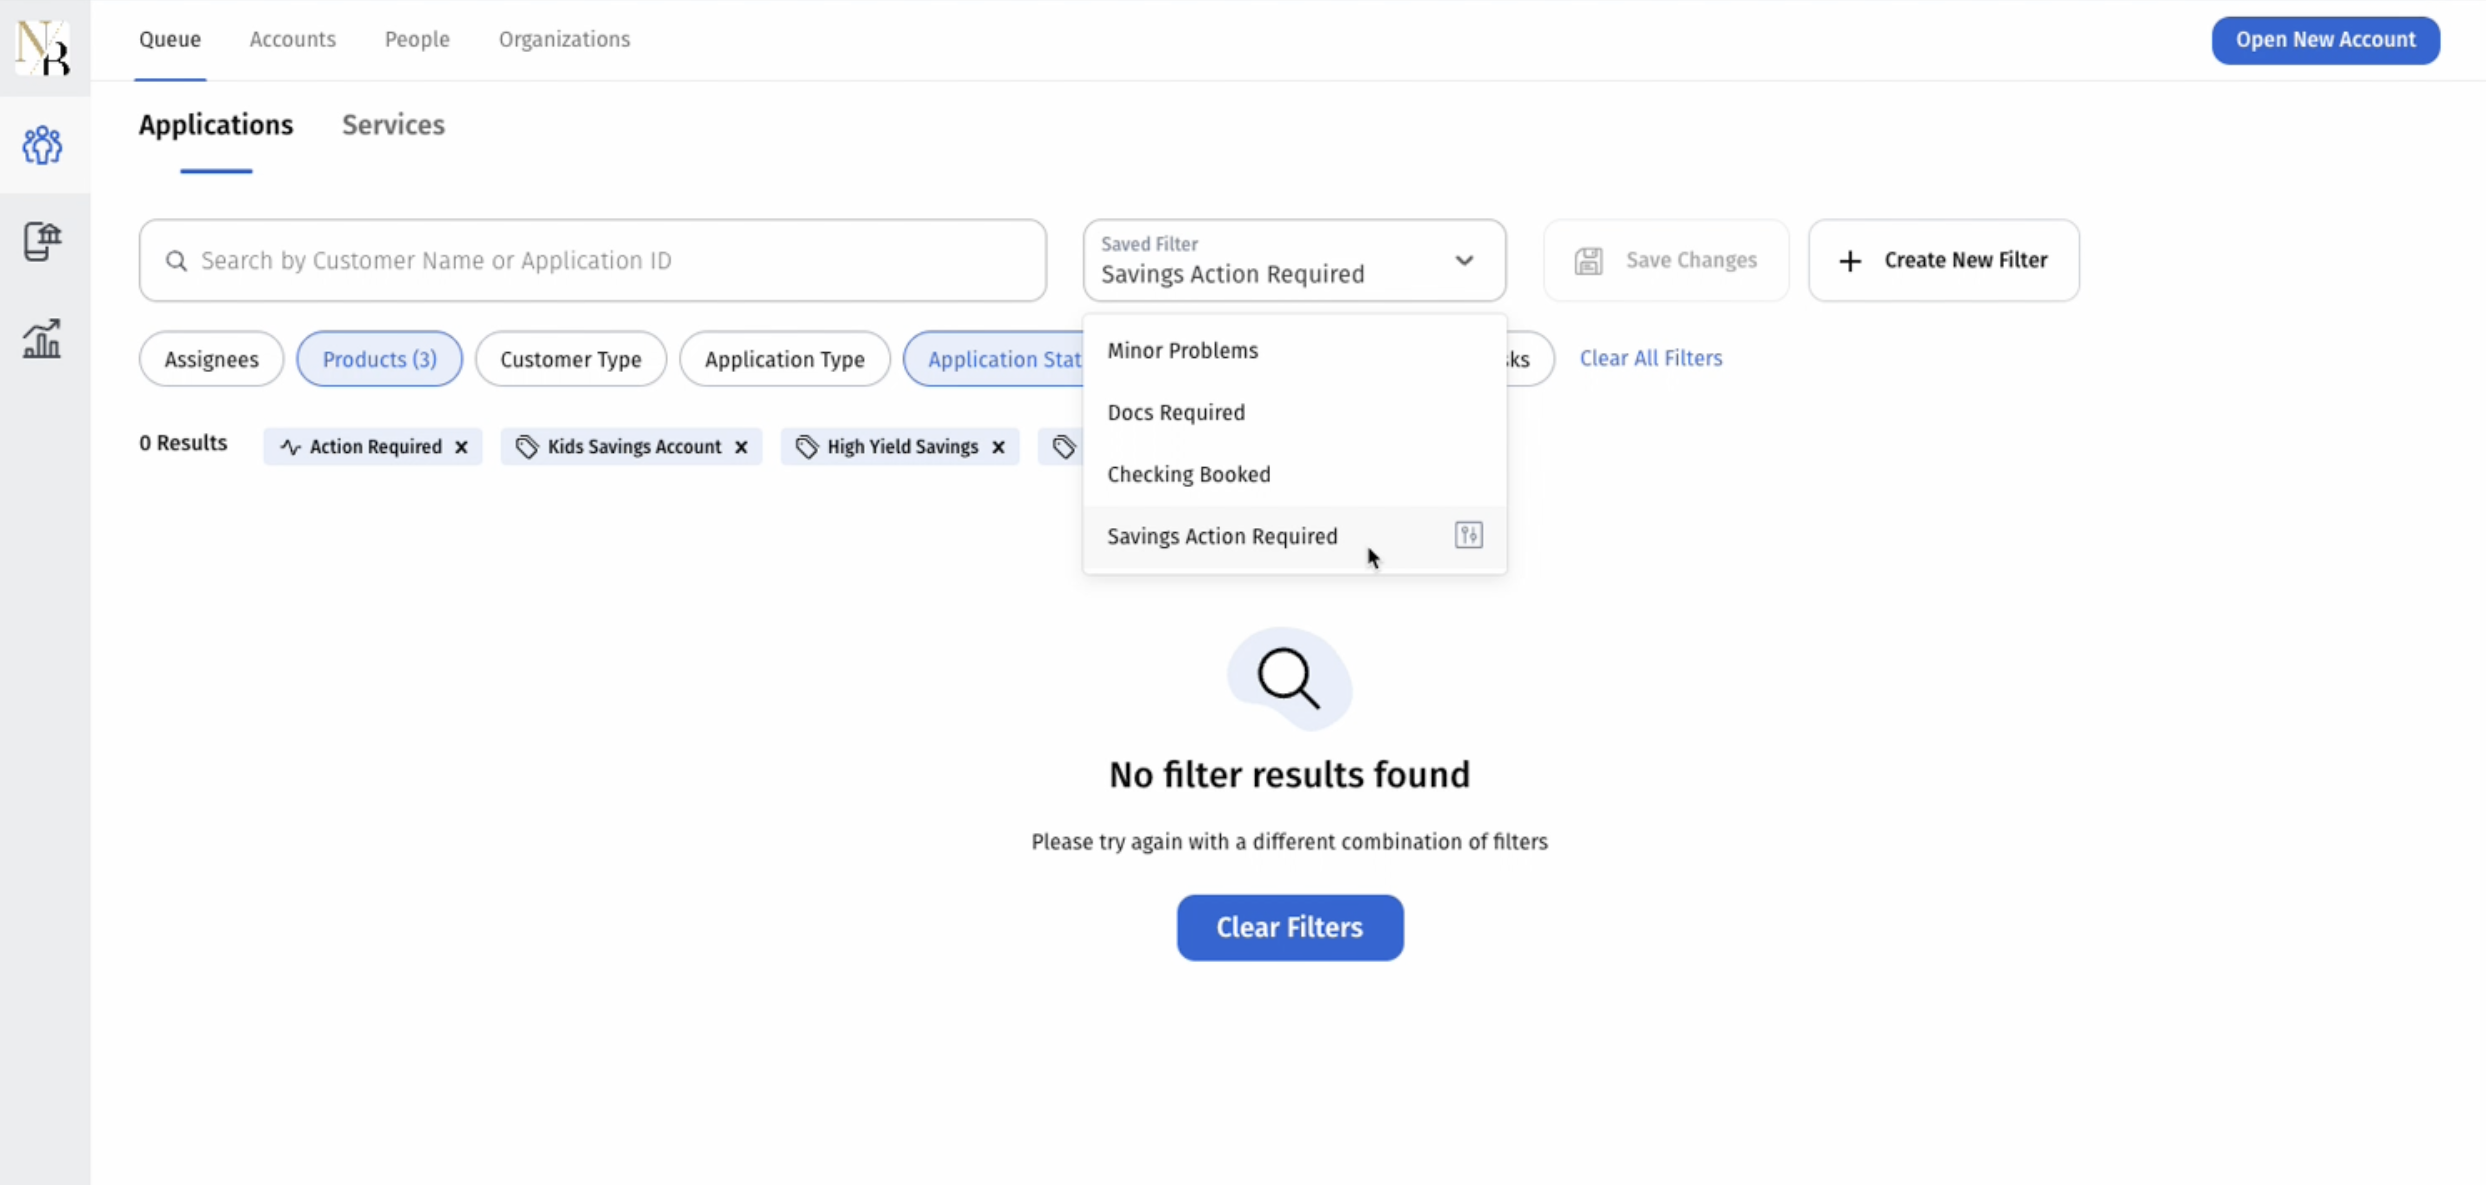 NB
Queue Accounts People Organizations Open New Account
Applications Services
Search by Customer Name or Application ID
Saved Filter
Savings Action Required
Save Changes
Create New Filter
Assignees Products (3) Customer Type Application Type Application Stat ks Clear All Filters
0 Results Action Required Kids Savings Account High Yield Savings
Minor Problems
Docs Required
Checking Booked
Savings Action Required
No filter results found
Please try again with a different combination of filters
Clear Filters